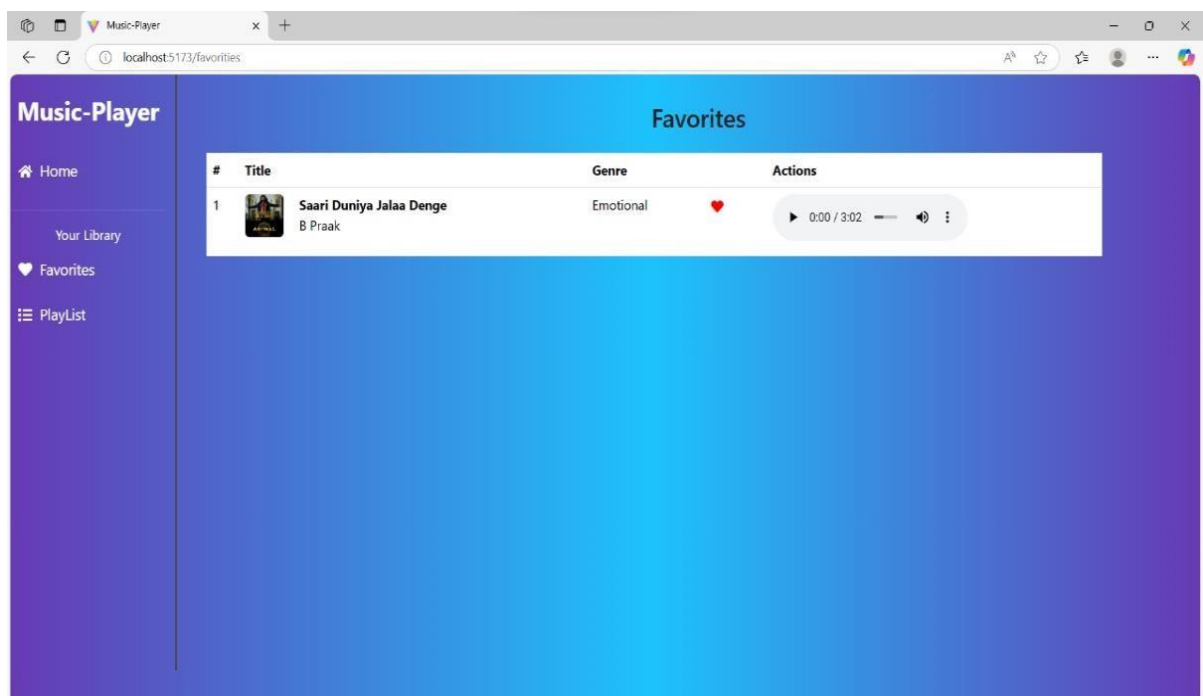 Music-Player
localhost:5173/favorities
Music-Player
Home
Your Library
Favorites
PlayList
Favorites
# Title Genre Actions
1 Saari Duniya Jalaa Denge Emotional 0:00 / 3:02
B Praak
ANIMAL